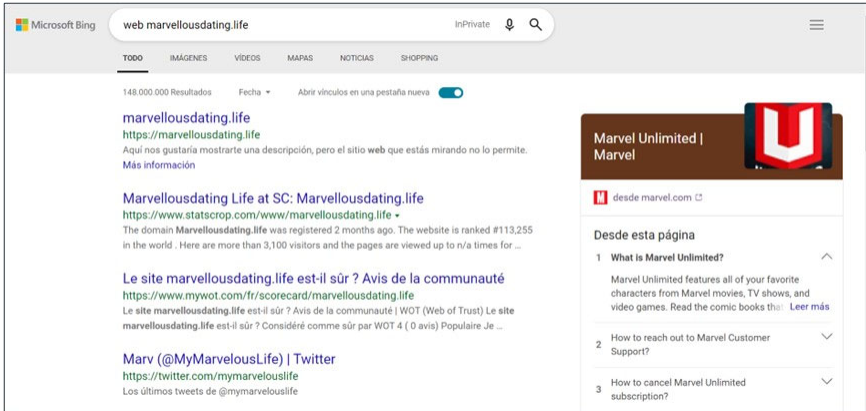 Microsoft Bing
web marvellousdating.life
InPrivate
TODO IMÁGENES VÍDEOS MAPAS NOTICIAS SHOPPING
148.000.000 Resultados Fecha Abrir vínculos en una pestaña nueva
marvellousdating.life
https://marvellousdating.life
Aquí nos gustaría mostrarte una descripción, pero el sitio web que estás mirando no lo permite.
Más información
Marvellousdating Life at SC: Marvellousdating.life
https://www.statscrop.com/www/marvellousdating.life
The domain Marvellousdating.life was registered 2 months ago. The website is ranked #113,255
in the world . Here are more than 3,100 visitors and the pages are viewed up to n/a times for ...
Le site marvellousdating.life est-il sûr ? Avis de la communauté
https://www.mywot.com/fr/scorecard/marvellousdating.life
Le site marvellousdating.life est-il sûr ? Avis de la communauté | WOT (Web of Trust) Le site
marvellousdating.life est-il sûr ? Considéré comme sûr par WOT 4 ( 0 avis) Populaire Je ...
Marv (@MyMarvelousLife) | Twitter
https://twitter.com/mymarvelouslife
Los últimos tweets de @mymarvelouslife
Marvel Unlimited |
Marvel
U
M desde marvel.com
Desde esta página
1 What is Marvel Unlimited?
Marvel Unlimited features all of your favorite
characters from Marvel movies, TV shows, and
video games. Read the comic books that Leer más
2 How to reach out to Marvel Customer
Support?
3 How to cancel Marvel Unlimited
subscription?